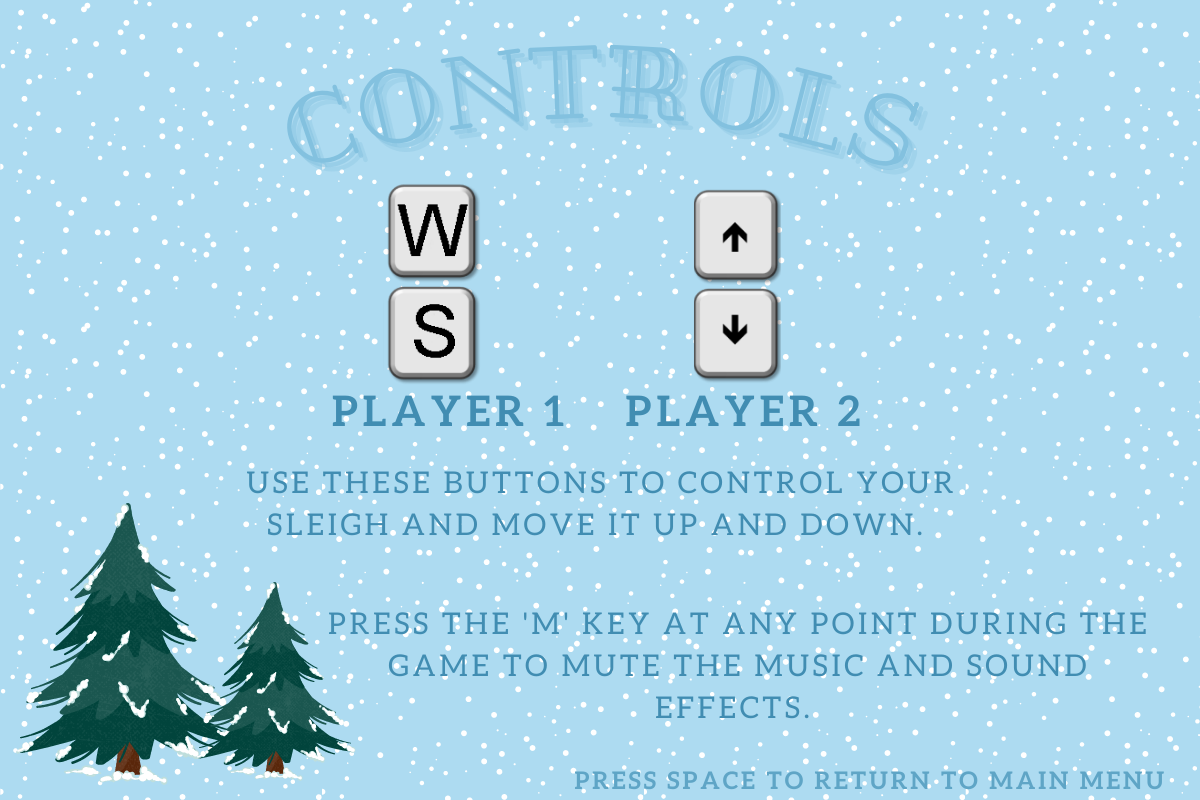 CONTROLS
W ↑
S ↓
PLAYER 1 PLAYER 2
USE THESE BUTTONS TO CONTROL YOUR
SLEIGH AND MOVE IT UP AND DOWN.
PRESS THE 'M' KEY AT ANY POINT DURING THE
GAME TO MUTE THE MUSIC AND SOUND
EFFECTS.
PRESS SPACE TO RETURN TO MAIN MENU